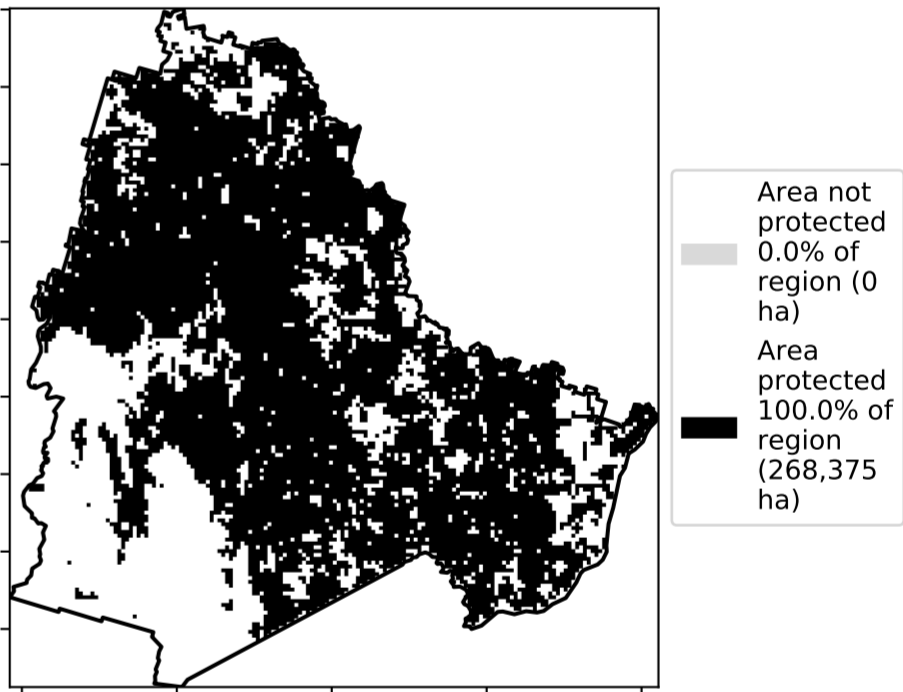 Area not
protected
0.0% of
region (0
ha)
Area
protected
100.0% of
region
(268,375
ha)